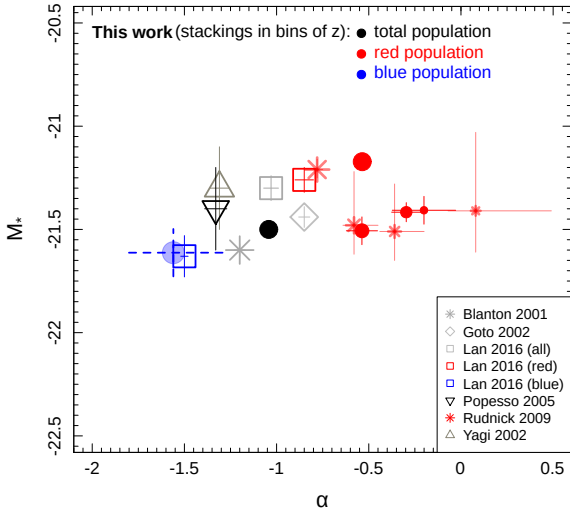 This work (stackings in bins of z): total population
red population
blue population
-20.5
-21
-21.5
-22
-22.5
M*
-2
-1.5
-1
-0.5
0
0.5
α
Blanton 2001
Goto 2002
Lan 2016 (all)
Lan 2016 (red)
Lan 2016 (blue)
Popesso 2005
Rudnick 2009
Yagi 2002